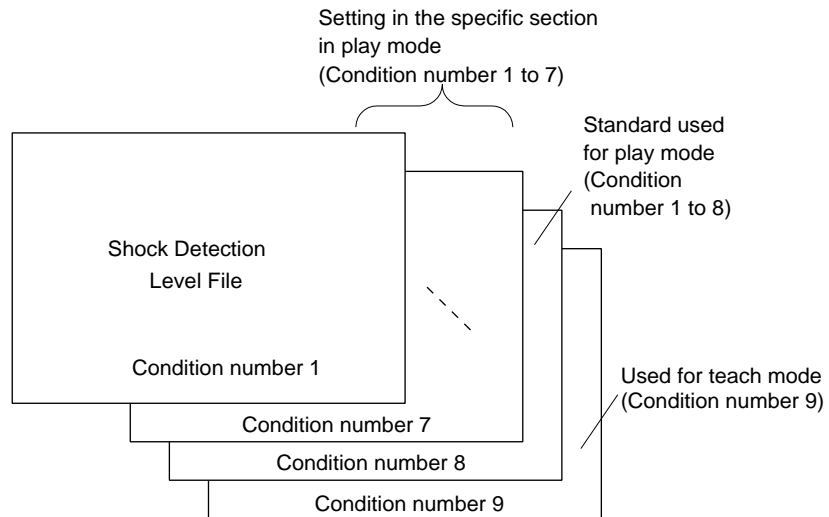 Setting in the specific section
in play mode
(Condition number 1 to 7)
Standard used
for play mode
(Condition
number 1 to 8)
Shock Detection
Level File
Condition number 1
Used for teach mode
(Condition number 9)
Condition number 7
Condition number 8
Condition number 9